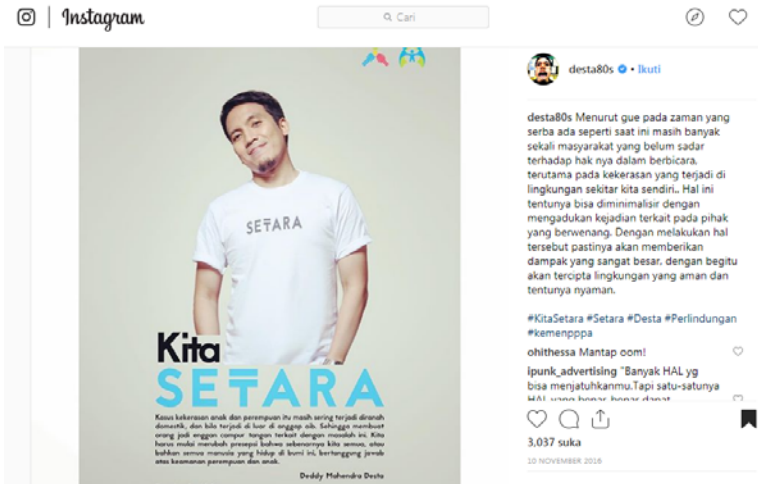 Instagram
Cari
SETARA
Kita
SETARA
Kasus kekerasan anak dan perempuan itu masih sering terjadi diranah
domestik, dan bila terjadi di luar di anggap aib. Sehingga membuat
orang jadi enggan campur tangan terkait dengan masalah ini. Kita
harus mulai merubah presepsi bahwa sebenarnya kita semua, atau
bahkan semua manusia yang hidup di bumi ini, bertanggung jawab
atas keamanan perempuan dan anak.
Deddy Mahendra Desta
desta80s • Ikuti
desta80s Menurut gue pada zaman yang
serba ada seperti saat ini masih banyak
sekali masyarakat yang belum sadar
terhadap hak nya dalam berbicara,
terutama pada kekerasan yang terjadi di
lingkungan sekitar kita sendiri.. Hal ini
tentunya bisa diminimalisir dengan
mengadukan kejadian terkait pada pihak
yang berwenang. Dengan melakukan hal
tersebut pastinya akan memberikan
dampak yang sangat besar, dengan begitu
akan tercipta lingkungan yang aman dan
tentunya nyaman.
#KitaSetara #Setara #Desta #Perlindungan
#kemenpppa
ohithessa Mantap oom!
ipunk_advertising "Banyak HAL yg
bisa menjatuhkanmu.Tapi satu-satunya
HAL yang benar-benar dapat
3,037 suka
10 NOVEMBER 2016